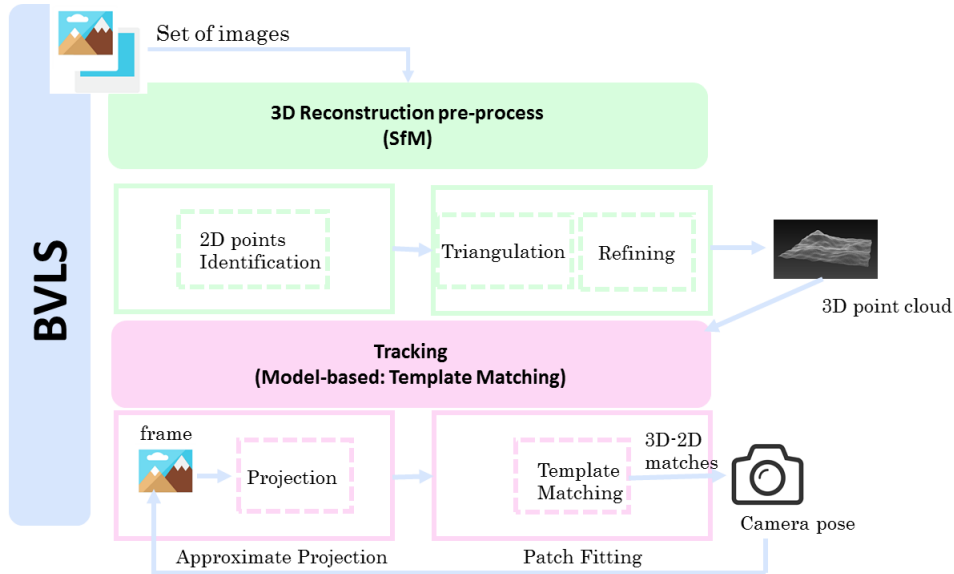 BVLS
Set of images
3D Reconstruction pre-process
(SfM)
2D points
Identification
Triangulation
Refining
3D point cloud
Tracking
(Model-based: Template Matching)
frame
Projection
Template
Matching
3D-2D
matches
Camera pose
Approximate Projection
Patch Fitting